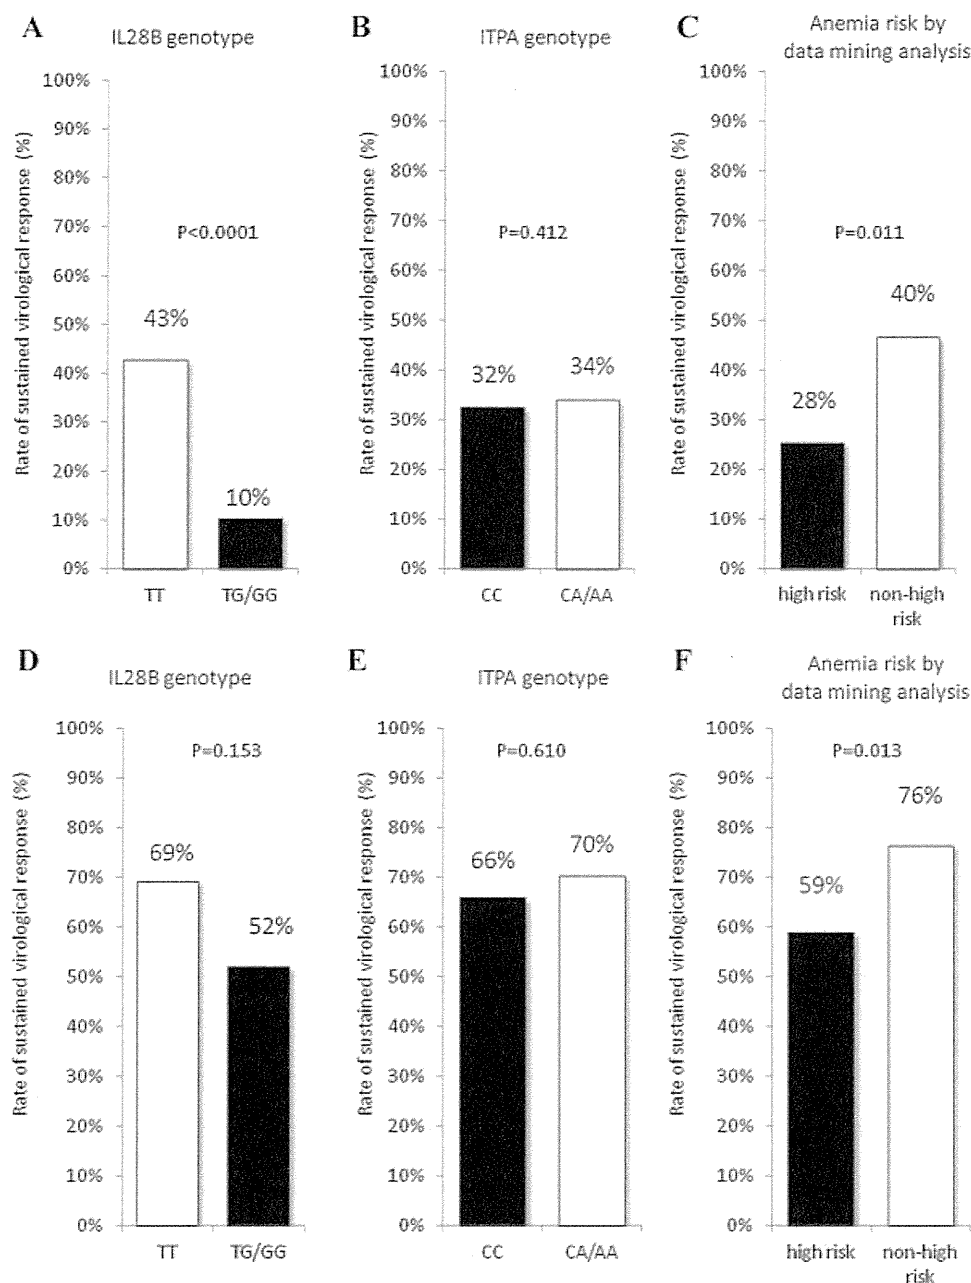 A
IL28B genotype
Rate of sustained virological response (%)
100%
90%
80%
70%
60%
50%
40%
30%
20%
10%
0%
P<0.0001
43%
10%
TT
TG/GG
B
ITPA genotype
Rate of sustained virological response (%)
100%
90%
80%
70%
60%
50%
40%
30%
20%
10%
0%
P=0.412
32%
34%
CC
CA/AA
C
Anemia risk by
data mining analysis
Rate of sustained virological response (%)
100%
90%
80%
70%
60%
50%
40%
30%
20%
10%
0%
P=0.011
28%
40%
high risk
non-high
risk
D
IL28B genotype
Rate of sustained virological response (%)
100%
90%
80%
70%
60%
50%
40%
30%
20%
10%
0%
P=0.153
69%
52%
TT
TG/GG
E
ITPA genotype
Rate of sustained virological response (%)
100%
90%
80%
70%
60%
50%
40%
30%
20%
10%
0%
P=0.610
66%
70%
CC
CA/AA
F
Anemia risk by
data mining analysis
Rate of sustained virological response (%)
100%
90%
80%
70%
60%
50%
40%
30%
20%
10%
0%
P=0.013
59%
76%
high risk
non-high
risk